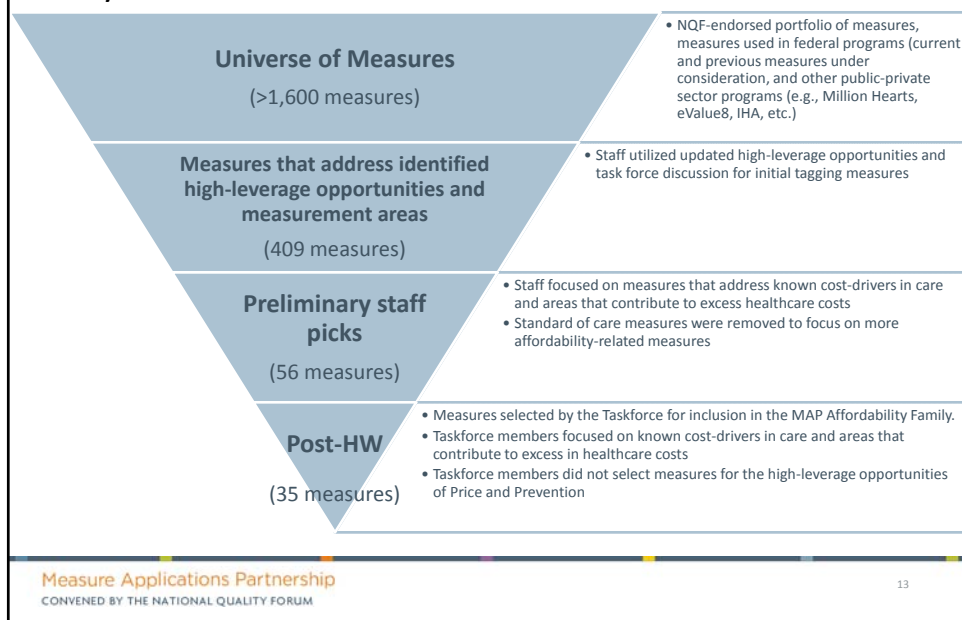 Universe of Measures
(>1,600 measures)
• NQF-endorsed portfolio of measures,
measures used in federal programs (current
and previous measures under
consideration, and other public-private
sector programs (e.g., Million Hearts,
eValue8, IHA, etc.)
Measures that address identified
high-leverage opportunities and
measurement areas
(409 measures)
• Staff utilized updated high-leverage opportunities and
task force discussion for initial tagging measures
Preliminary staff
picks
(56 measures)
• Staff focused on measures that address known cost-drivers in care
and areas that contribute to excess healthcare costs
• Standard of care measures were removed to focus on more
affordability-related measures
Post-HW
(35 measures)
• Measures selected by the Taskforce for inclusion in the MAP Affordability Family.
• Taskforce members focused on known cost-drivers in care and areas that
contribute to excess in healthcare costs
• Taskforce members did not select measures for the high-leverage opportunities
of Price and Prevention
Measure Applications Partnership
CONVENED BY THE NATIONAL QUALITY FORUM
13